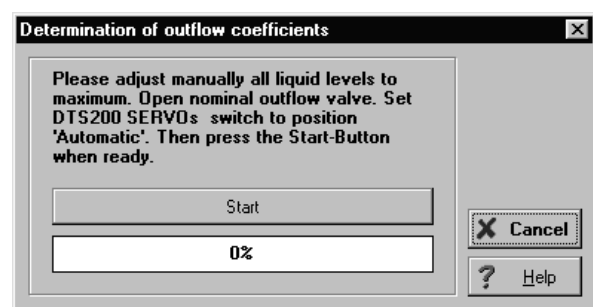 Determination of outflow coefficients
Please adjust manually all liquid levels to
maximum. Open nominal outflow valve. Set
DTS200 SERVOs switch to position
'Automatic'. Then press the Start-Button
when ready.
Start
0%
Cancel
Help